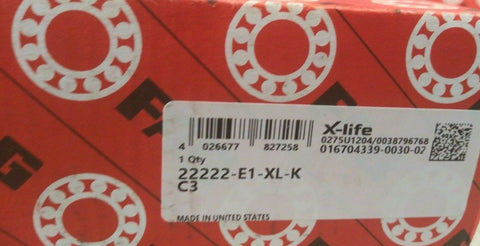 FAG
X-life
0275U1204/0038796768
016704339-0030-02
4 026677 827258
1 Qty
22222-E1-XL-K
C3
MADE IN UNITED STATES